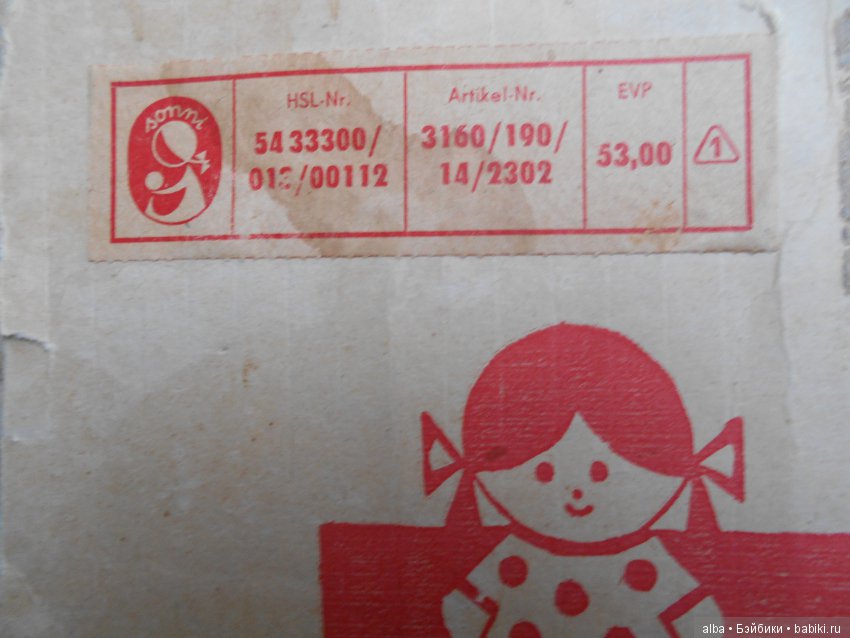 sonni
HSL-Nr.
54 33300/
/00112
Artikel-Nr.
3160/190/
14/2302
EVP
53,00
1
alba • Бэйбики • babiki.ru